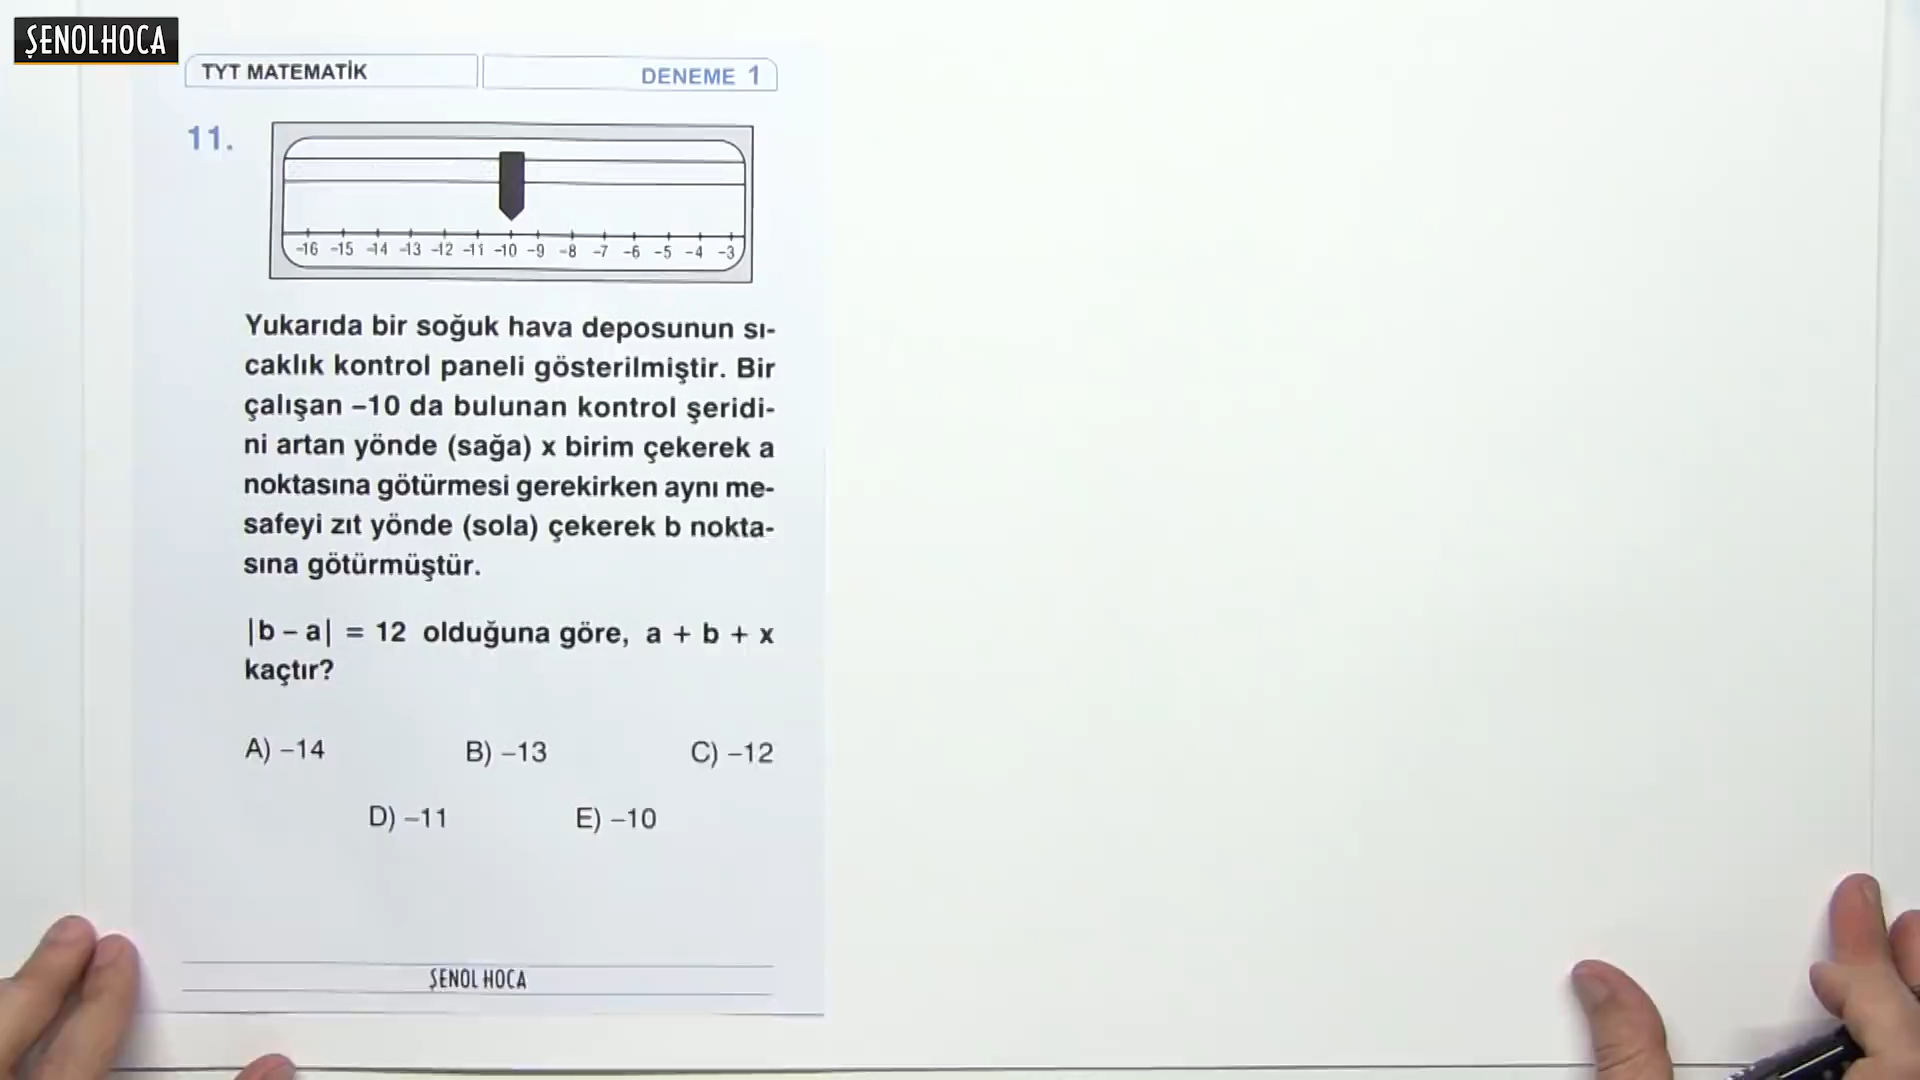 ŞENOLHOCA
TYT MATEMATİK
DENEME 1
11.
-16 -15 -14 -13 -12 -11 -10 -9 -8 -7 -6 -5 -4 -3
Yukarıda bir soğuk hava deposunun sı-
caklık kontrol paneli gösterilmiştir. Bir
çalışan –10 da bulunan kontrol şeridi-
ni artan yönde (sağa) x birim çekerek a
noktasına götürmesi gerekirken aynı me-
safeyi zıt yönde (sola) çekerek b nokta-
sına götürmüştür.
|b – a| = 12 olduğuna göre, a + b + x
kaçtır?
A) –14 B) –13 C) –12
D) –11 E) –10
ŞENOL HOCA